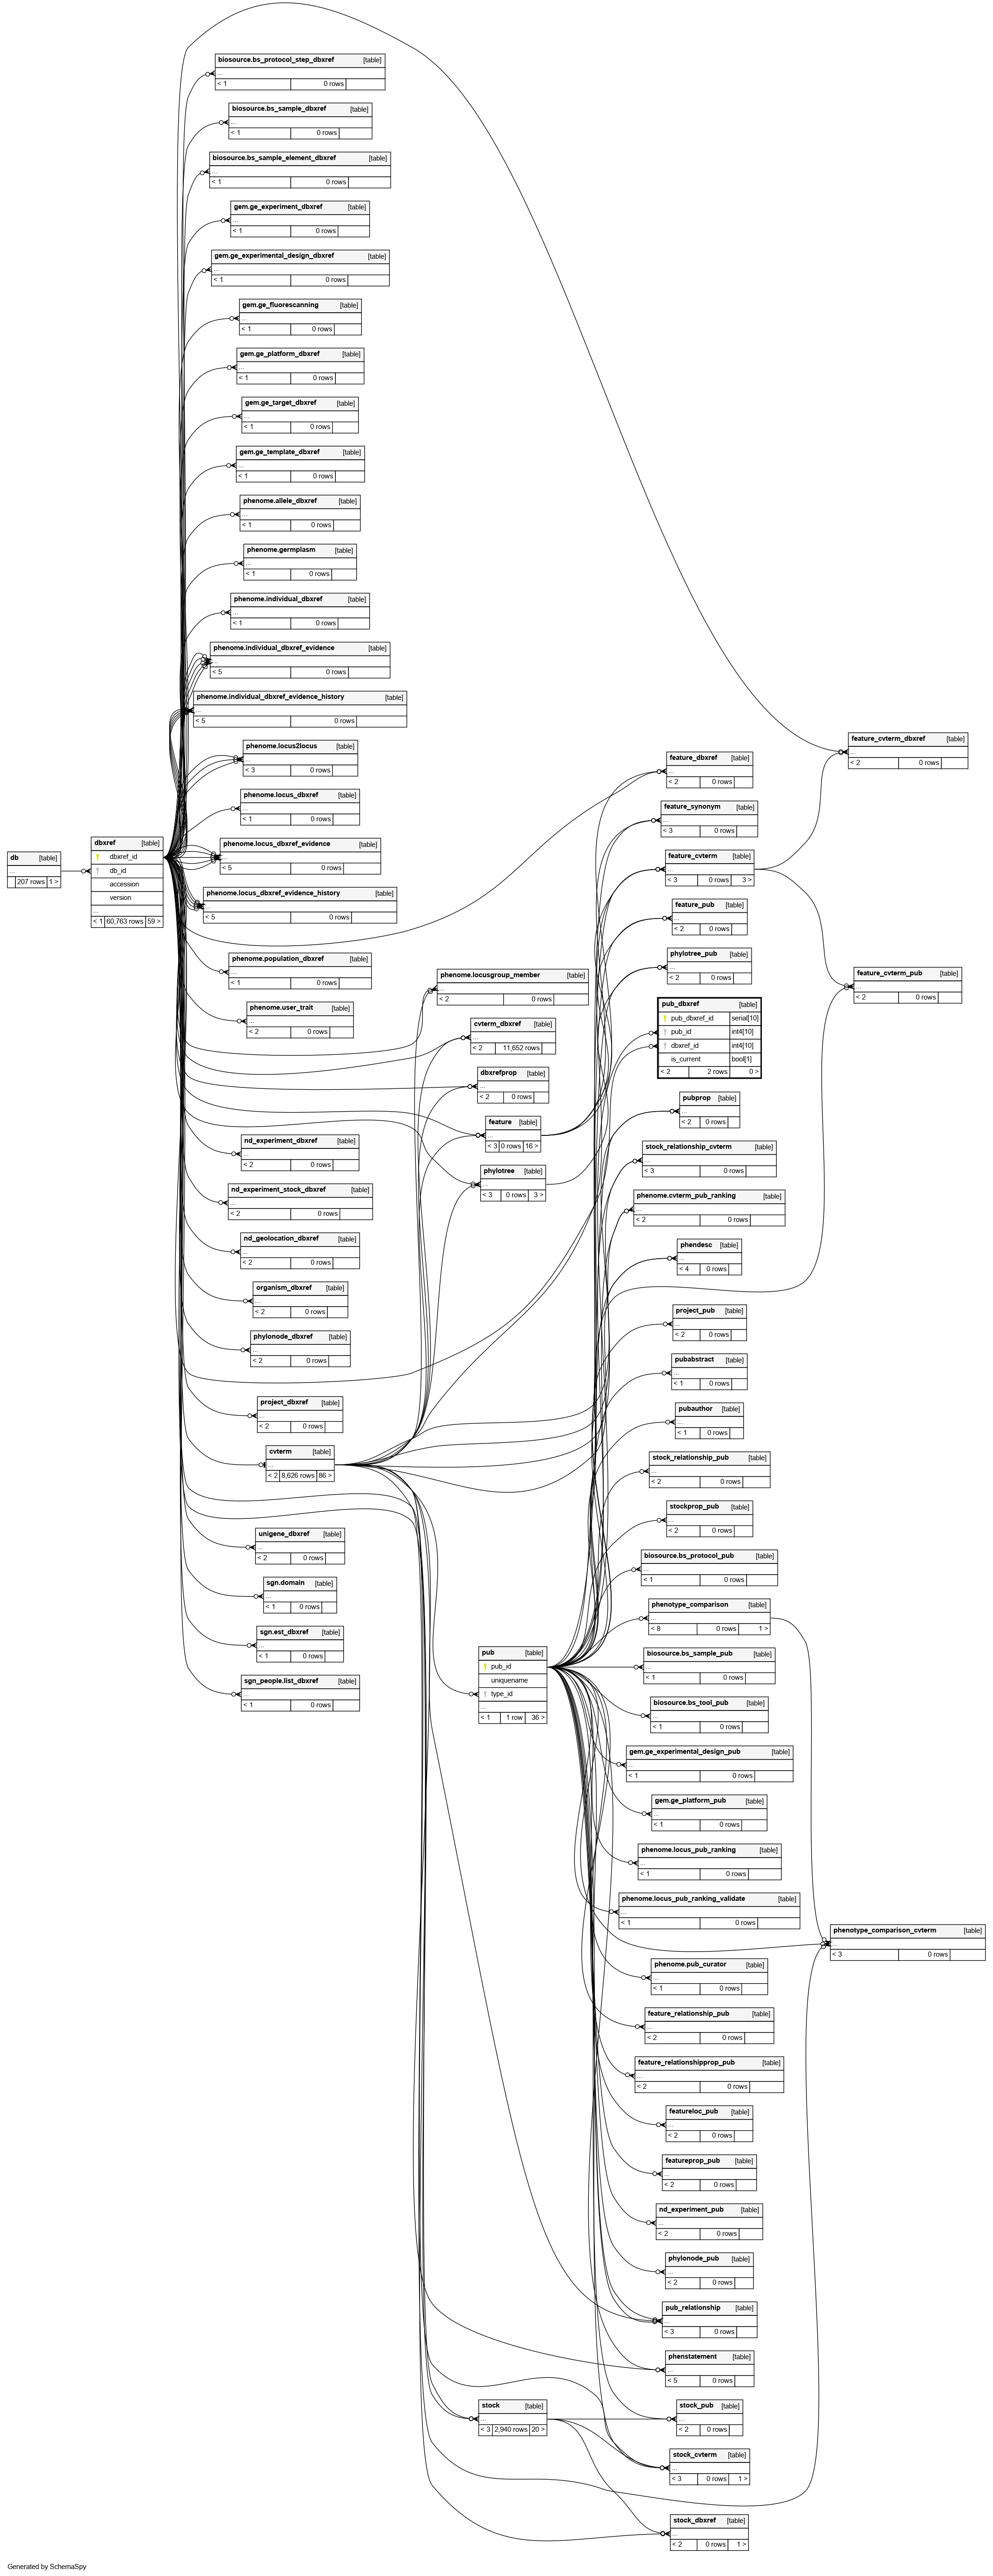 biosource.bs_protocol_step_dbxref [table]
...
< 1 0 rows
biosource.bs_sample_dbxref [table]
...
< 1 0 rows
biosource.bs_sample_element_dbxref [table]
...
< 1 0 rows
gem.ge_experiment_dbxref [table]
...
< 1 0 rows
gem.ge_experimental_design_dbxref [table]
...
< 1 0 rows
gem.ge_fluorescanning [table]
...
< 1 0 rows
gem.ge_platform_dbxref [table]
...
< 1 0 rows
gem.ge_target_dbxref [table]
...
< 1 0 rows
gem.ge_template_dbxref [table]
...
< 1 0 rows
phenome.allele_dbxref [table]
...
< 1 0 rows
phenome.germplasm [table]
...
< 1 0 rows
phenome.individual_dbxref [table]
...
< 1 0 rows
phenome.individual_dbxref_evidence [table]
...
< 5 0 rows
phenome.individual_dbxref_evidence_history [table]
...
< 5 0 rows
phenome.locus2locus [table]
...
< 3 0 rows
phenome.locus_dbxref [table]
...
< 1 0 rows
phenome.locus_dbxref_evidence [table]
...
< 5 0 rows
phenome.locus_dbxref_evidence_history [table]
...
< 5 0 rows
db [table]
...
207 rows 1 >
dbxref [table]
dbxref_id
db_id
accession
version
...
< 1 60,763 rows 59 >
phenome.population_dbxref [table]
...
< 1 0 rows
phenome.user_trait [table]
...
< 2 0 rows
nd_experiment_dbxref [table]
...
< 2 0 rows
nd_experiment_stock_dbxref [table]
...
< 2 0 rows
nd_geolocation_dbxref [table]
...
< 2 0 rows
organism_dbxref [table]
...
< 2 0 rows
phylonode_dbxref [table]
...
< 2 0 rows
project_dbxref [table]
...
< 2 0 rows
cvterm [table]
...
< 2 8,626 rows 86 >
unigene_dbxref [table]
...
< 2 0 rows
sgn.domain [table]
...
< 1 0 rows
sgn.est_dbxref [table]
...
< 1 0 rows
sgn_people.list_dbxref [table]
...
< 1 0 rows
phenome.locusgroup_member [table]
...
< 2 0 rows
cvterm_dbxref [table]
...
< 2 11,652 rows
dbxrefprop [table]
...
< 2 0 rows
feature [table]
...
< 3 0 rows 16 >
phylotree [table]
...
< 3 0 rows 3 >
pub [table]
pub_id
uniquename
type_id
...
< 1 1 row 36 >
stock [table]
...
< 3 2,940 rows 20 >
feature_dbxref [table]
...
< 2 0 rows
feature_synonym [table]
...
< 3 0 rows
feature_cvterm [table]
...
< 3 0 rows 3 >
feature_pub [table]
...
< 2 0 rows
phylotree_pub [table]
...
< 2 0 rows
pub_dbxref [table]
pub_dbxref_id serial[10]
pub_id int4[10]
dbxref_id int4[10]
is_current bool[1]
< 2 2 rows 0 >
pubprop [table]
...
< 2 0 rows
stock_relationship_cvterm [table]
...
< 3 0 rows
phenome.cvterm_pub_ranking [table]
...
< 2 0 rows
phendesc [table]
...
< 4 0 rows
project_pub [table]
...
< 2 0 rows
pubabstract [table]
...
< 1 0 rows
pubauthor [table]
...
< 1 0 rows
stock_relationship_pub [table]
...
< 2 0 rows
stockprop_pub [table]
...
< 2 0 rows
biosource.bs_protocol_pub [table]
...
< 1 0 rows
phenotype_comparison [table]
...
< 8 0 rows 1 >
biosource.bs_sample_pub [table]
...
< 1 0 rows
biosource.bs_tool_pub [table]
...
< 1 0 rows
gem.ge_experimental_design_pub [table]
...
< 1 0 rows
gem.ge_platform_pub [table]
...
< 1 0 rows
phenome.locus_pub_ranking [table]
...
< 1 0 rows
phenome.locus_pub_ranking_validate [table]
...
< 1 0 rows
phenome.pub_curator [table]
...
< 1 0 rows
feature_relationship_pub [table]
...
< 2 0 rows
feature_relationshipprop_pub [table]
...
< 2 0 rows
featureloc_pub [table]
...
< 2 0 rows
featureprop_pub [table]
...
< 2 0 rows
nd_experiment_pub [table]
...
< 2 0 rows
phylonode_pub [table]
...
< 2 0 rows
pub_relationship [table]
...
< 3 0 rows
phenstatement [table]
...
< 5 0 rows
stock_pub [table]
...
< 2 0 rows
stock_cvterm [table]
...
< 3 0 rows 1 >
stock_dbxref [table]
...
< 2 0 rows 1 >
feature_cvterm_dbxref [table]
...
< 2 0 rows
feature_cvterm_pub [table]
...
< 2 0 rows
phenotype_comparison_cvterm [table]
...
< 3 0 rows
Generated by SchemaSpy